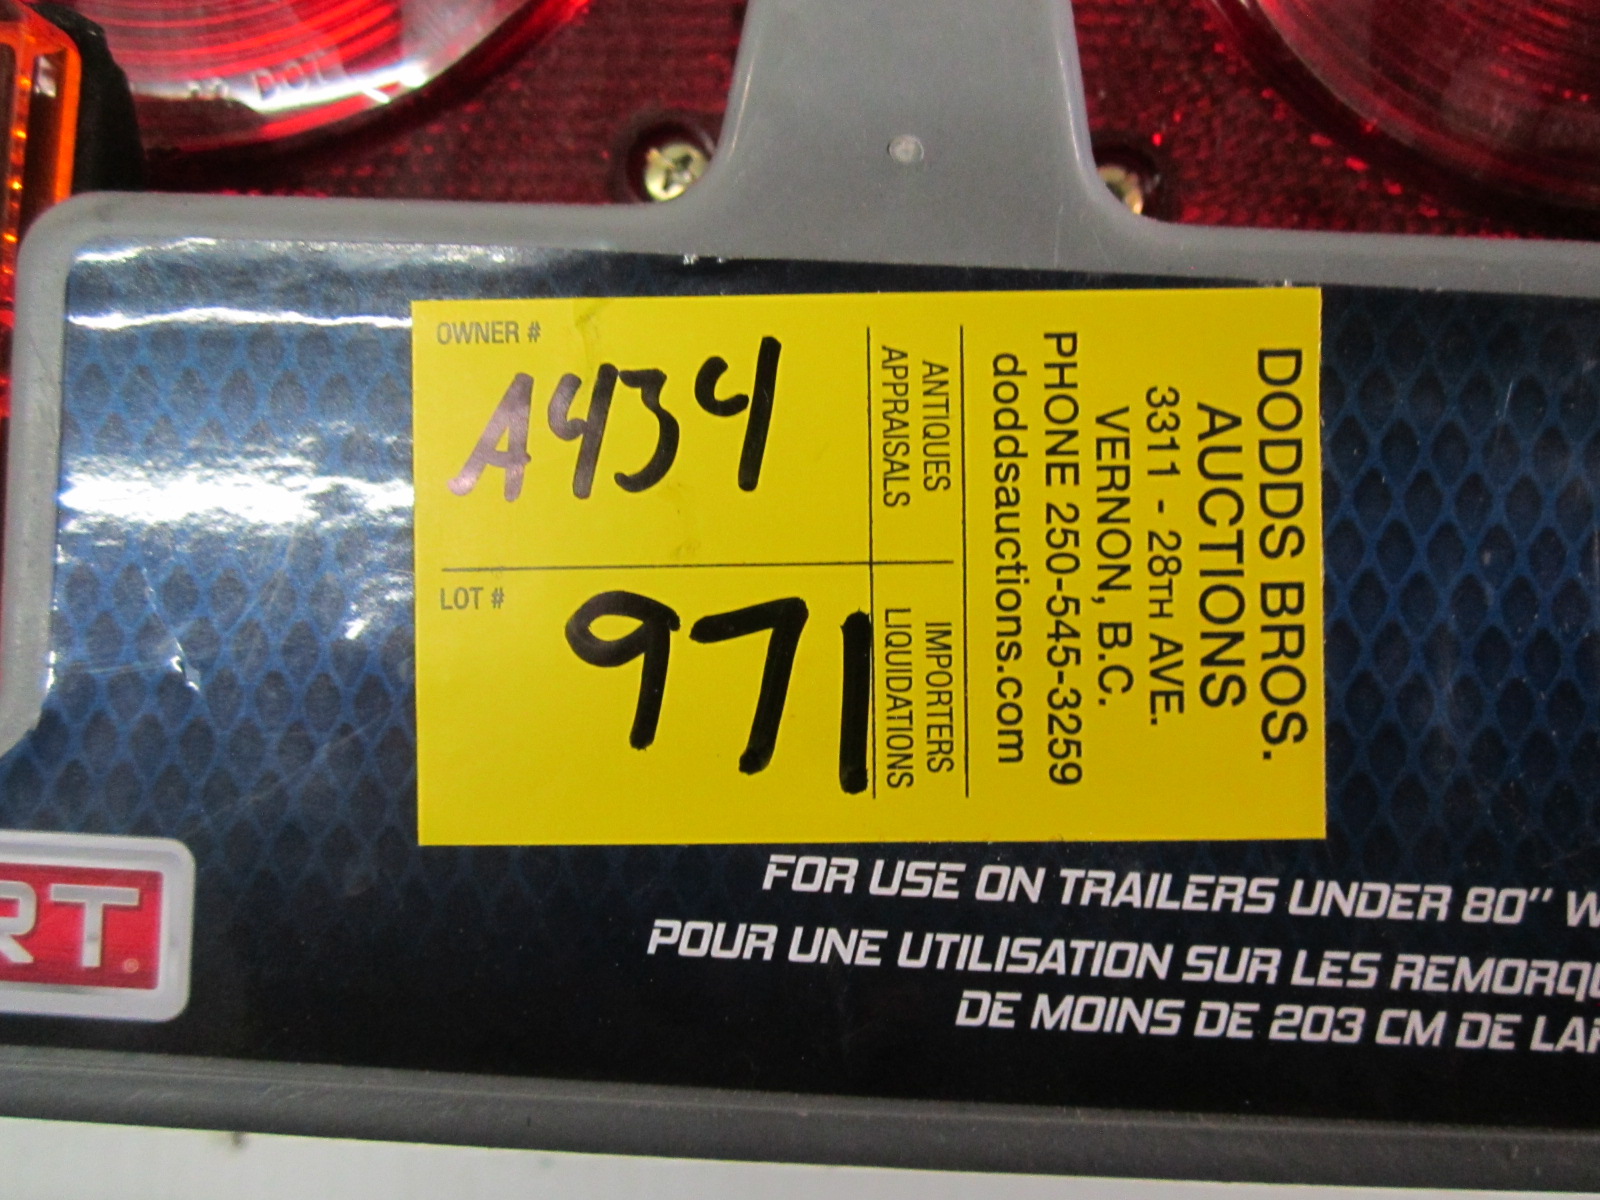 DOT
OWNER #
A434
LOT #
971
ANTIQUES
APPRAISALS
IMPORTERS
LIQUIDATIONS
DODDS BROS.
AUCTIONS
3311 - 28TH AVE.
VERNON, B.C.
PHONE 250-545-3259
doddsauctions.com
RT
FOR USE ON TRAILERS UNDER 80"
POUR UNE UTILISATION SUR LES
DE MOINS DE 203 CM DE